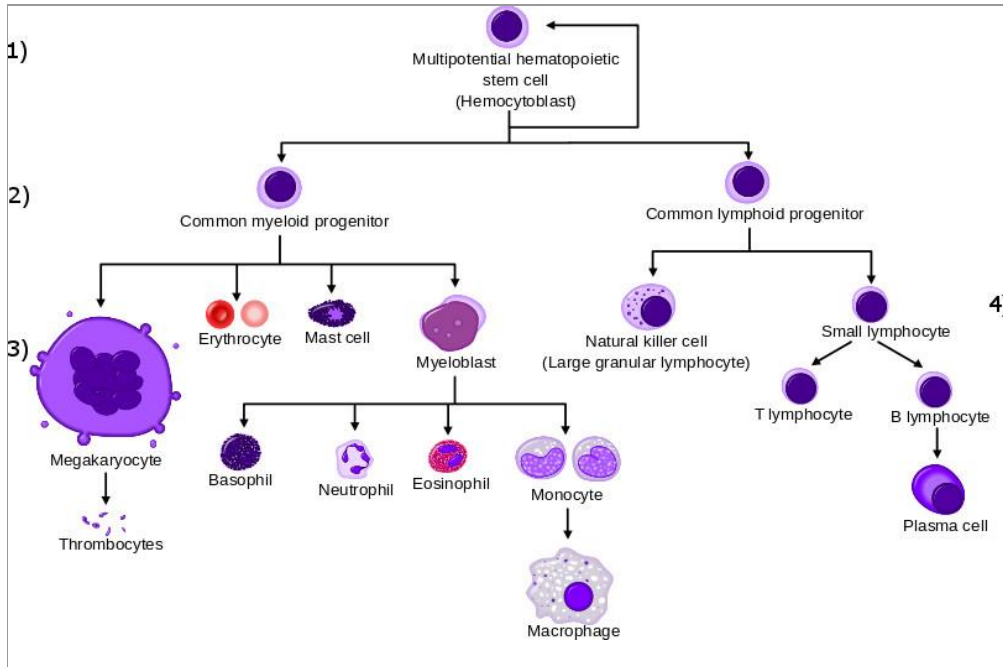 1)
Multipotential hematopoietic
stem cell
(Hemocytoblast)
2)
Common myeloid progenitor
Common lymphoid progenitor
3)
4)
Erythrocyte
Mast cell
Myeloblast
Natural killer cell
(Large granular lymphocyte)
Small lymphocyte
T lymphocyte
B lymphocyte
Megakaryocyte
Basophil
Neutrophil
Eosinophil
Monocyte
Plasma cell
Thrombocytes
Macrophage